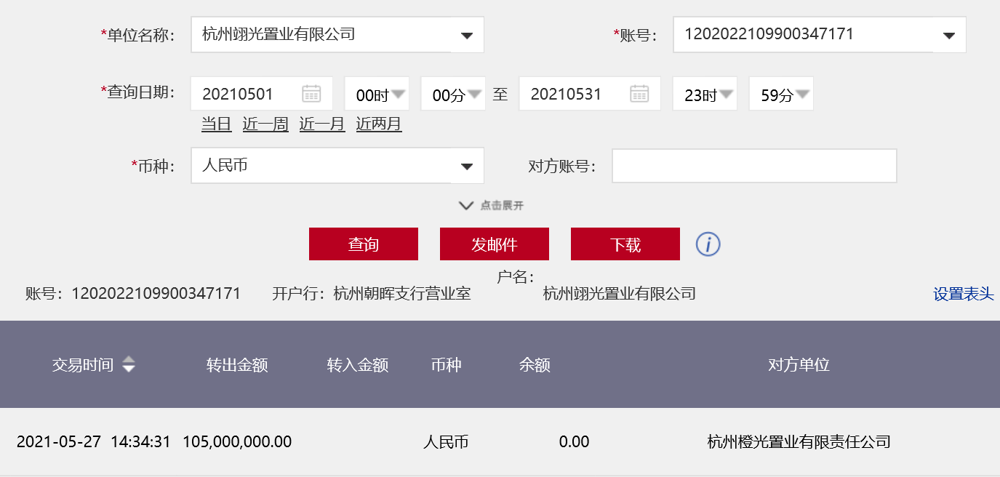 *单位名称： 杭州翊光置业有限公司 *账号： 1202022109900347171
*查询日期： 20210501 00时 00分 至 20210531 23时 59分
当日 近一周 近一月 近两月
*币种： 人民币 对方账号：
点击展开
查询 发邮件 下载 i
户名：
账号：1202022109900347171 开户行：杭州朝晖支行营业室 杭州翊光置业有限公司 设置表头
交易时间 转出金额 转入金额 币种 余额 对方单位
2021-05-27 14:34:31 105,000,000.00 人民币 0.00 杭州橙光置业有限责任公司